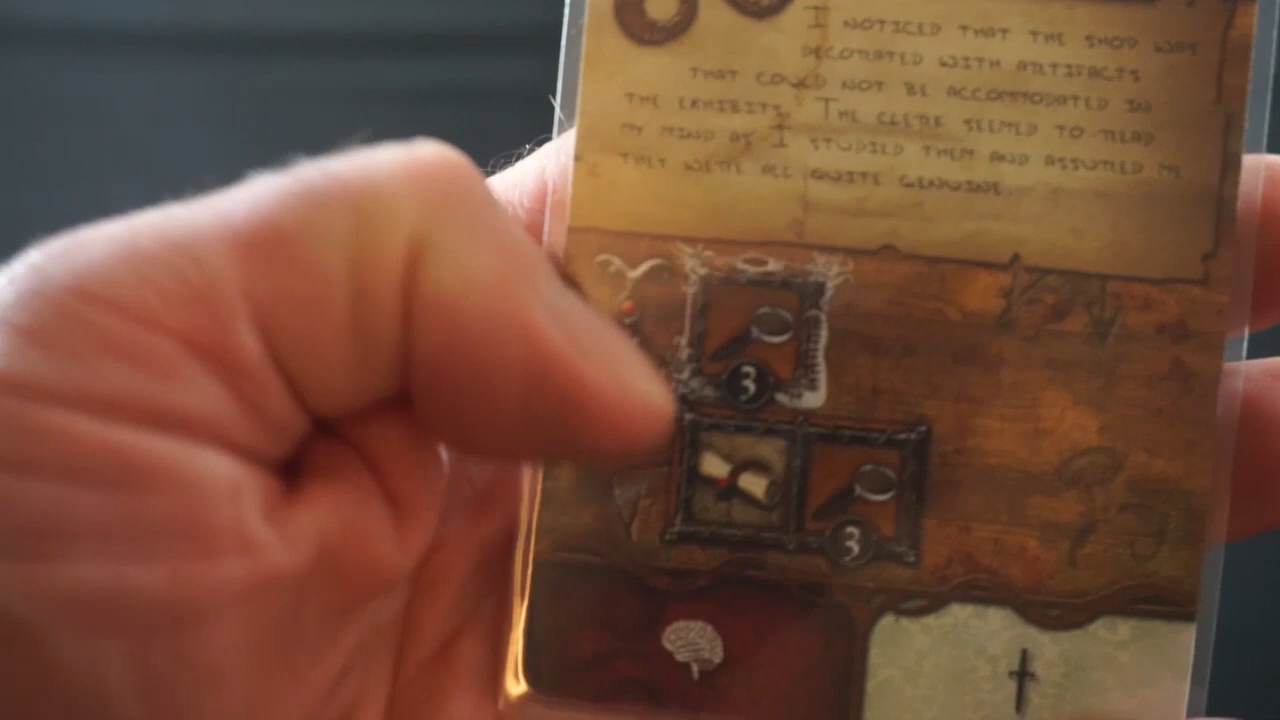 I NOTICED THAT THE SHOP WAS
DECORATED WITH ARTIFACTS
THAT COULD NOT BE ACCOMMODATED IN
THE EXHIBITS. THE CLERK SEEMED TO READ
MY MIND AS I STUDIED THEM AND ASSURED ME
THEY WERE ALL QUITE GENUINE.
3
3